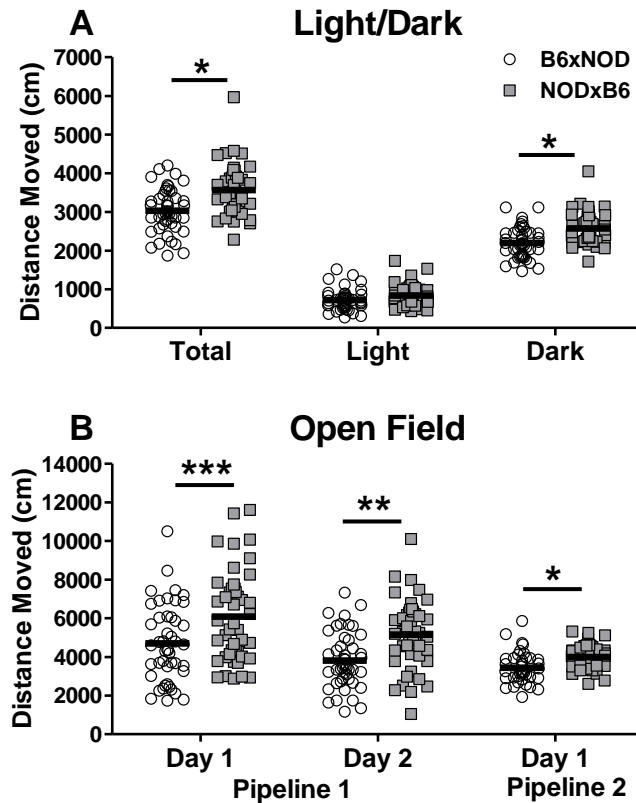 A Light/Dark
Distance Moved (cm)
7000
6000
5000
4000
3000
2000
1000
0
* *
B6xNOD
NODxB6
Total Light Dark
B Open Field
Distance Moved (cm)
14000
12000
10000
8000
6000
4000
2000
0
*** ** *
Day 1 Day 2 Day 1
Pipeline 1 Pipeline 2